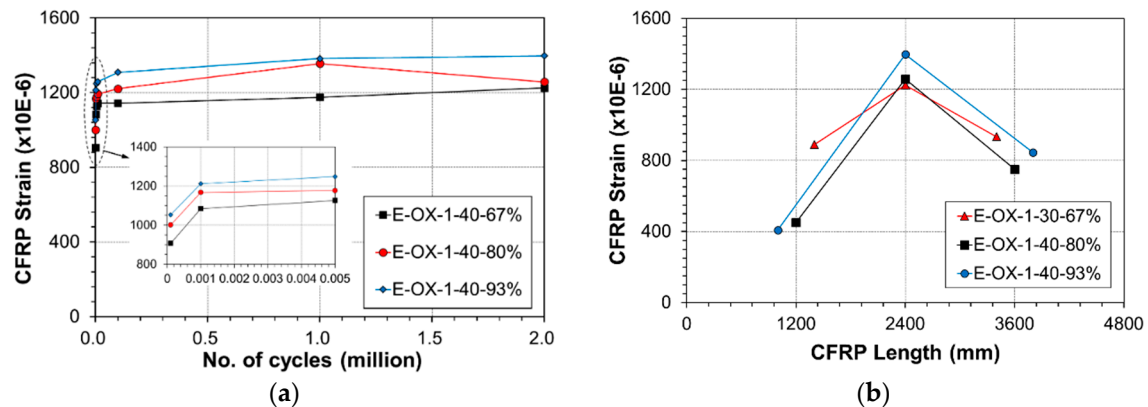 1600
1200
800
400
0
CFRP Strain (x10E-6)
1400
1200
1000
800
0 0.001 0.002 0.003 0.004 0.005
E-OX-1-40-67%
E-OX-1-40-80%
E-OX-1-40-93%
0.0 0.5 1.0 1.5 2.0
No. of cycles (million)
(a)
1600
1200
800
400
0
CFRP Strain (x10E-6)
E-OX-1-30-67%
E-OX-1-40-80%
E-OX-1-40-93%
0 1200 2400 3600 4800
CFRP Length (mm)
(b)